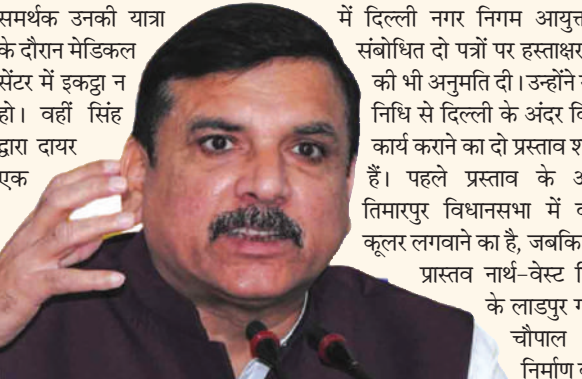 समर्थक उनकी यात्रा
के दौरान मेडिकल
सेंटर में इकट्ठा न
हो। वहीं सिंह
द्वारा दायर
एक
में दिल्ली नगर निगम आयुक्त
संबोधित दो पत्रों पर हस्ताक्षर
की भी अनुमति दी। उन्होंने
निधि से दिल्ली के अंदर
कार्य कराने का दो प्रस्ताव
हैं। पहले प्रस्ताव के
तिमारपुर विधानसभा में
कूलर लगवाने का है, जबकि
प्रास्तव नार्थ-वेस्ट
के लाडपुर
चौपाल
निर्माण